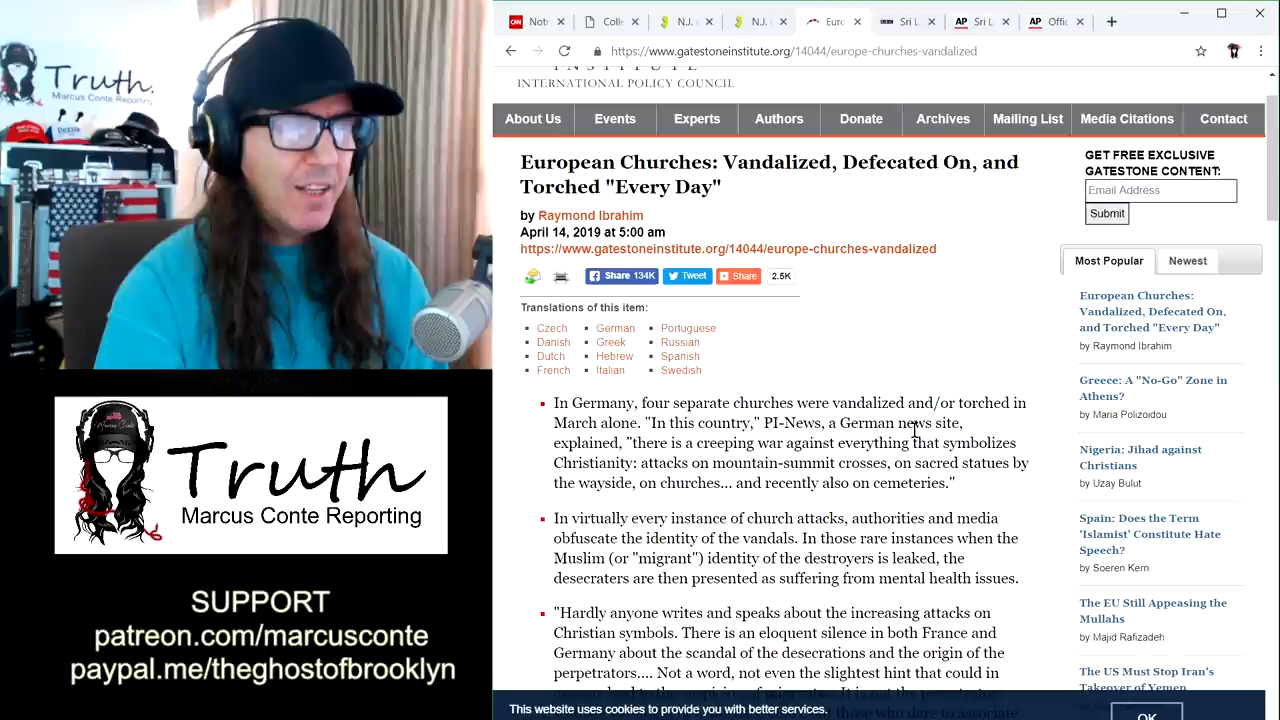 Truth.
Marcus Conte Reporting
Truth
Marcus Conte Reporting
SUPPORT
patreon.com/marcusconte
paypal.me/theghostofbrooklyn
CNN
Notr
Colle
N.J. i
N.J. i
Euro
BBC
Sri L
AP
Sri L
AP
Offic
https://www.gatestoneinstitute.org/14044/europe-churches-vandalized
INTERNATIONAL POLICY COUNCIL
About Us
Events
Experts
Authors
Donate
Archives
Mailing List
Media Citations
Contact
European Churches: Vandalized, Defecated On, and
Torched "Every Day"
by Raymond Ibrahim
April 14, 2019 at 5:00 am
https://www.gatestoneinstitute.org/14044/europe-churches-vandalized
Share 134K
Tweet
Share
2.5K
Translations of this item:
Czech
Danish
Dutch
French
German
Greek
Hebrew
Italian
Portuguese
Russian
Spanish
Swedish
In Germany, four separate churches were vandalized and/or torched in
March alone. "In this country," PI-News, a German news site,
explained, "there is a creeping war against everything that symbolizes
Christianity: attacks on mountain-summit crosses, on sacred statues by
the wayside, on churches... and recently also on cemeteries."
In virtually every instance of church attacks, authorities and media
obfuscate the identity of the vandals. In those rare instances when the
Muslim (or "migrant") identity of the destroyers is leaked, the
desecraters are then presented as suffering from mental health issues.
"Hardly anyone writes and speaks about the increasing attacks on
Christian symbols. There is an eloquent silence in both France and
Germany about the scandal of the desecrations and the origin of the
perpetrators.... Not a word, not even the slightest hint that could in
GET FREE EXCLUSIVE
GATESTONE CONTENT:
Email Address
Submit
Most Popular
Newest
European Churches:
Vandalized, Defecated On,
and Torched "Every Day"
by Raymond Ibrahim
Greece: A "No-Go" Zone in
Athens?
by Maria Polizoidou
Nigeria: Jihad against
Christians
by Uzay Bulut
Spain: Does the Term
'Islamist' Constitute Hate
Speech?
by Soeren Kern
The EU Still Appeasing the
Mullahs
by Majid Rafizadeh
The US Must Stop Iran's
Takeover of Yemen
This website uses cookies to provide you with better services.
OK